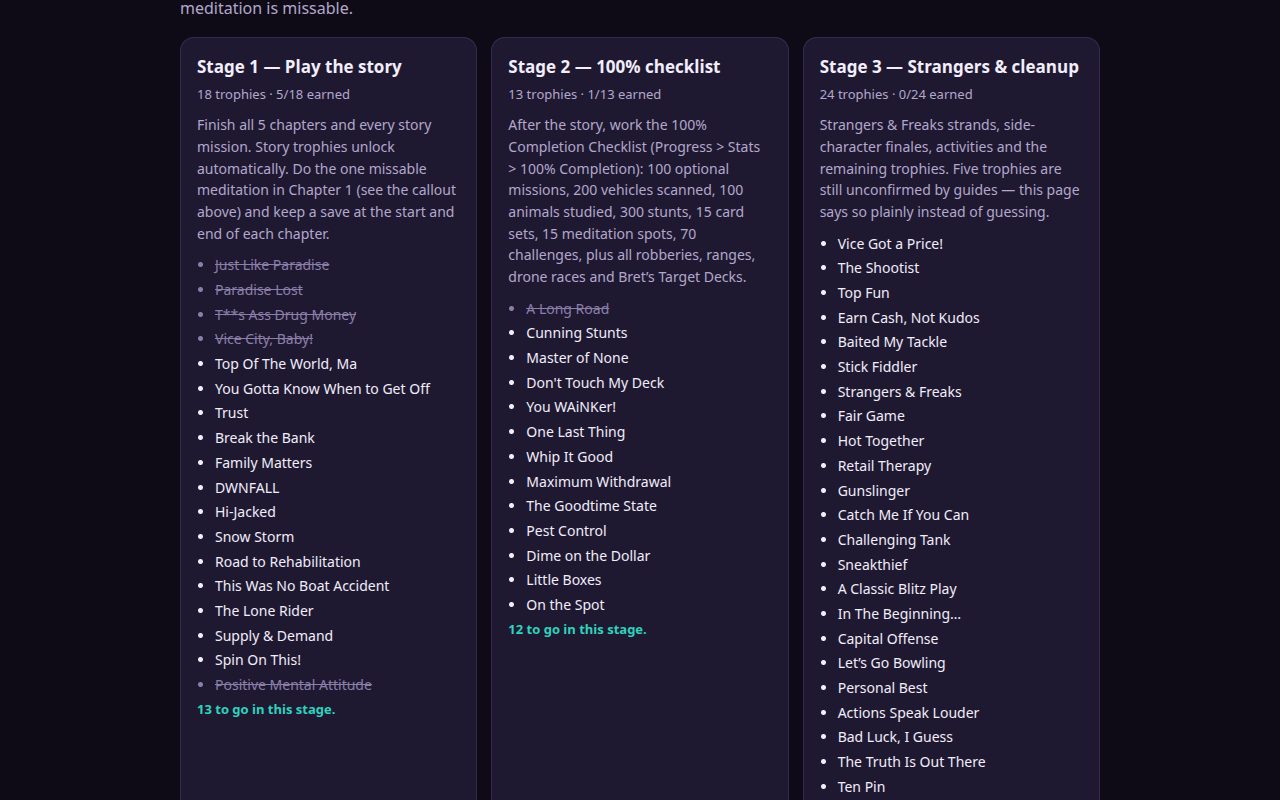 meditation is missable.
Stage 1 — Play the story
18 trophies · 5/18 earned
Finish all 5 chapters and every story
mission. Story trophies unlock
automatically. Do the one missable
meditation in Chapter 1 (see the callout
above) and keep a save at the start and
end of each chapter.
• Just Like Paradise
• Paradise Lost
• T**s Ass Drug Money
• Vice City, Baby!
• Top Of The World, Ma
• You Gotta Know When to Get Off
• Trust
• Break the Bank
• Family Matters
• DWNFALL
• Hi-Jacked
• Snow Storm
• Road to Rehabilitation
• This Was No Boat Accident
• The Lone Rider
• Supply & Demand
• Spin On This!
• Positive Mental Attitude
13 to go in this stage.
Stage 2 — 100% checklist
13 trophies · 1/13 earned
After the story, work the 100%
Completion Checklist (Progress > Stats
> 100% Completion): 100 optional
missions, 200 vehicles scanned, 100
animals studied, 300 stunts, 15 card
sets, 15 meditation spots, 70
challenges, plus all robberies, ranges,
drone races and Bret’s Target Decks.
• A Long Road
• Cunning Stunts
• Master of None
• Don't Touch My Deck
• You WAiNKer!
• One Last Thing
• Whip It Good
• Maximum Withdrawal
• The Goodtime State
• Pest Control
• Dime on the Dollar
• Little Boxes
• On the Spot
12 to go in this stage.
Stage 3 — Strangers & cleanup
24 trophies · 0/24 earned
Strangers & Freaks strands, side-
character finales, activities and the
remaining trophies. Five trophies are
still unconfirmed by guides — this page
says so plainly instead of guessing.
• Vice Got a Price!
• The Shootist
• Top Fun
• Earn Cash, Not Kudos
• Baited My Tackle
• Stick Fiddler
• Strangers & Freaks
• Fair Game
• Hot Together
• Retail Therapy
• Gunslinger
• Catch Me If You Can
• Challenging Tank
• Sneakthief
• A Classic Blitz Play
• In The Beginning...
• Capital Offense
• Let’s Go Bowling
• Personal Best
• Actions Speak Louder
• Bad Luck, I Guess
• The Truth Is Out There
• Ten Pin